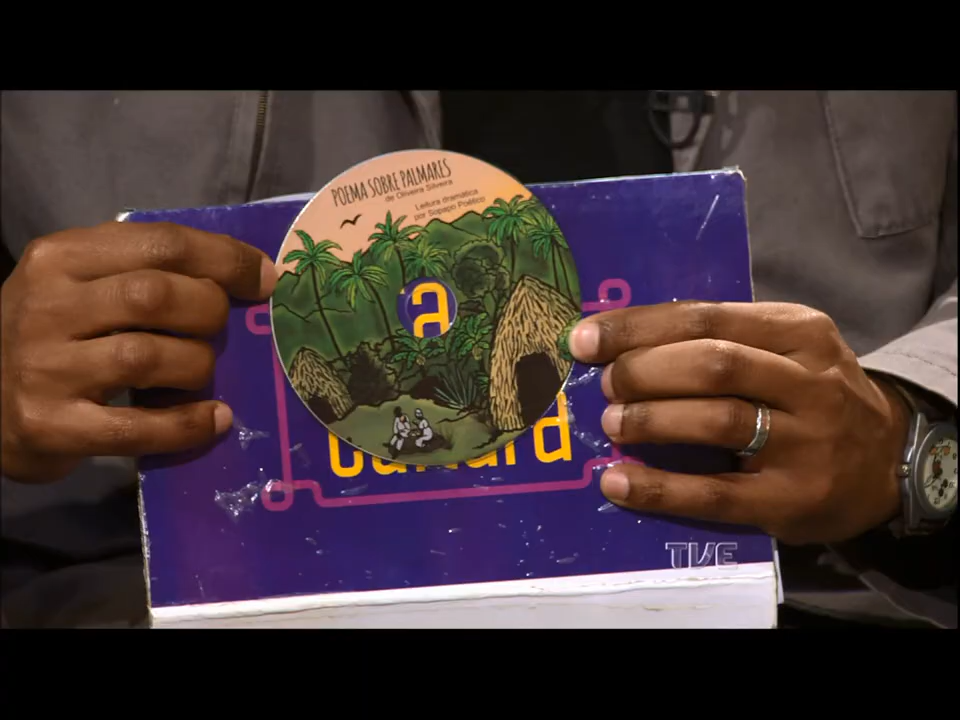 POEMA SOBRE PALMARES
de Oliveira Silveira
Leitura dramática
por Sopapo Poético
a
TVE